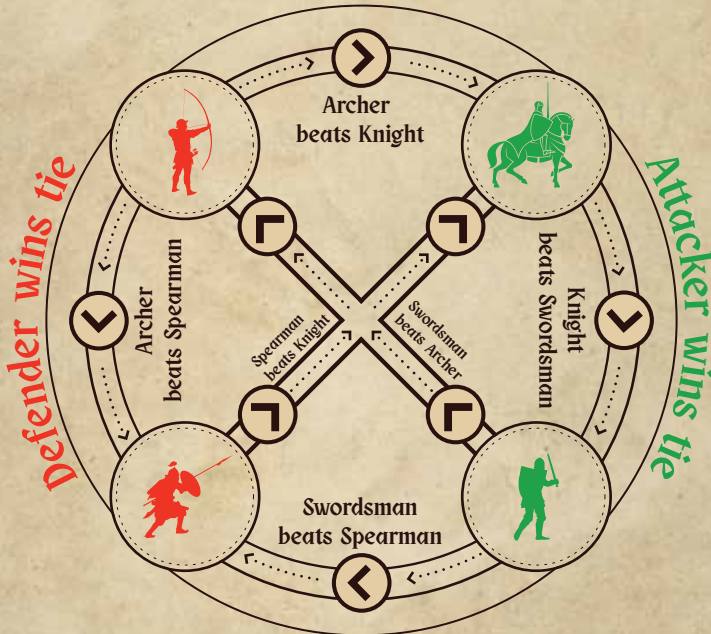 Archer
beats Knight
Defender wins tie
Attacker wins tie
Archer
beats Spearman
Spearman
beats Knight
Swordsman
beats Archer
Knight
beats Swordsman
Swordsman
beats Spearman